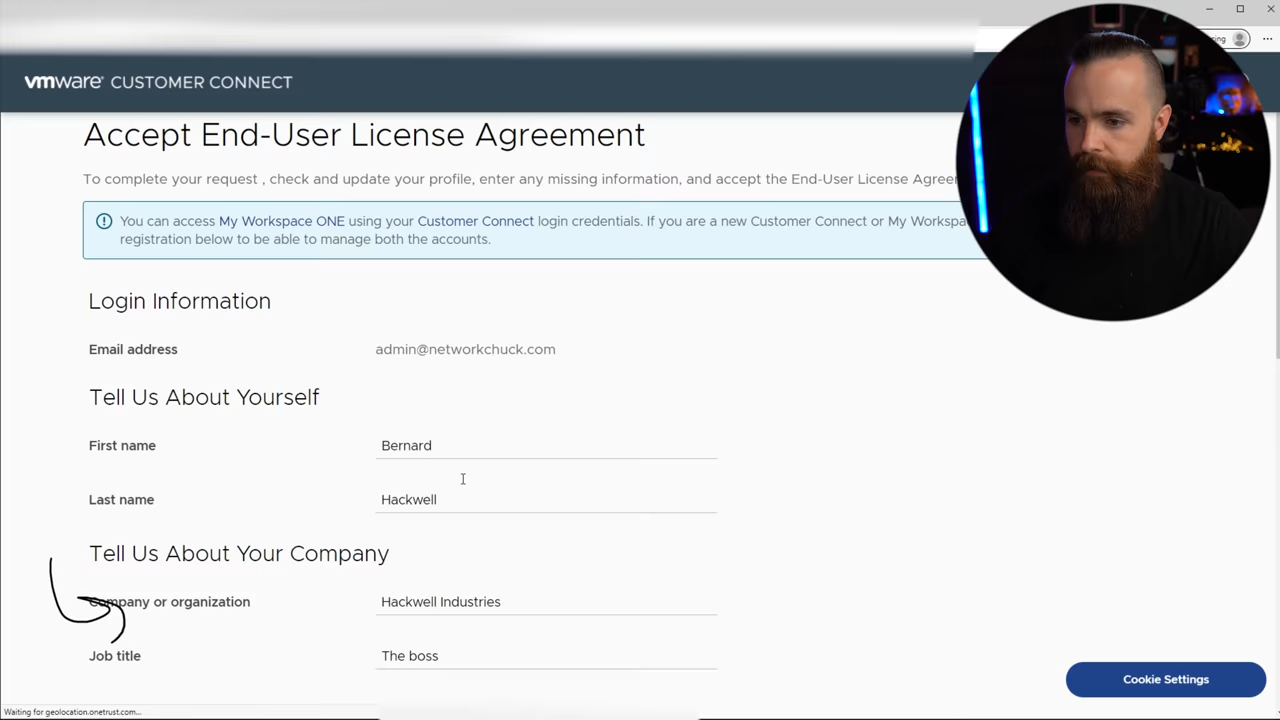 vmware® CUSTOMER CONNECT
Accept End-User License Agreement
To complete your request , check and update your profile, enter any missing information, and accept the End-User License
You can access My Workspace ONE using your Customer Connect login credentials. If you are a new Customer Connect or My
registration below to be able to manage both the accounts.
Login Information
Email address admin@networkchuck.com
Tell Us About Yourself
First name Bernard
Last name Hackwell
Tell Us About Your Company
Company or organization Hackwell Industries
Job title The boss
Cookie Settings
Waiting for geolocation.onetrust.com...